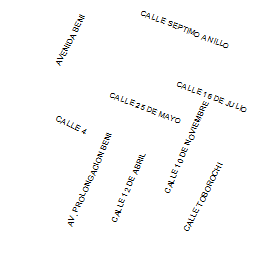 CALLE SEPTIMO ANILLO
AVENIDA BENI
CALLE 16 DE JULIO
CALLE 25 DE MAYO
CALLE 4
CALLE 10 DE NOVIEMBRE
AV. PROLONGACION BENI
CALLE 12 DE ABRIL
CALLE TOBOROCHI